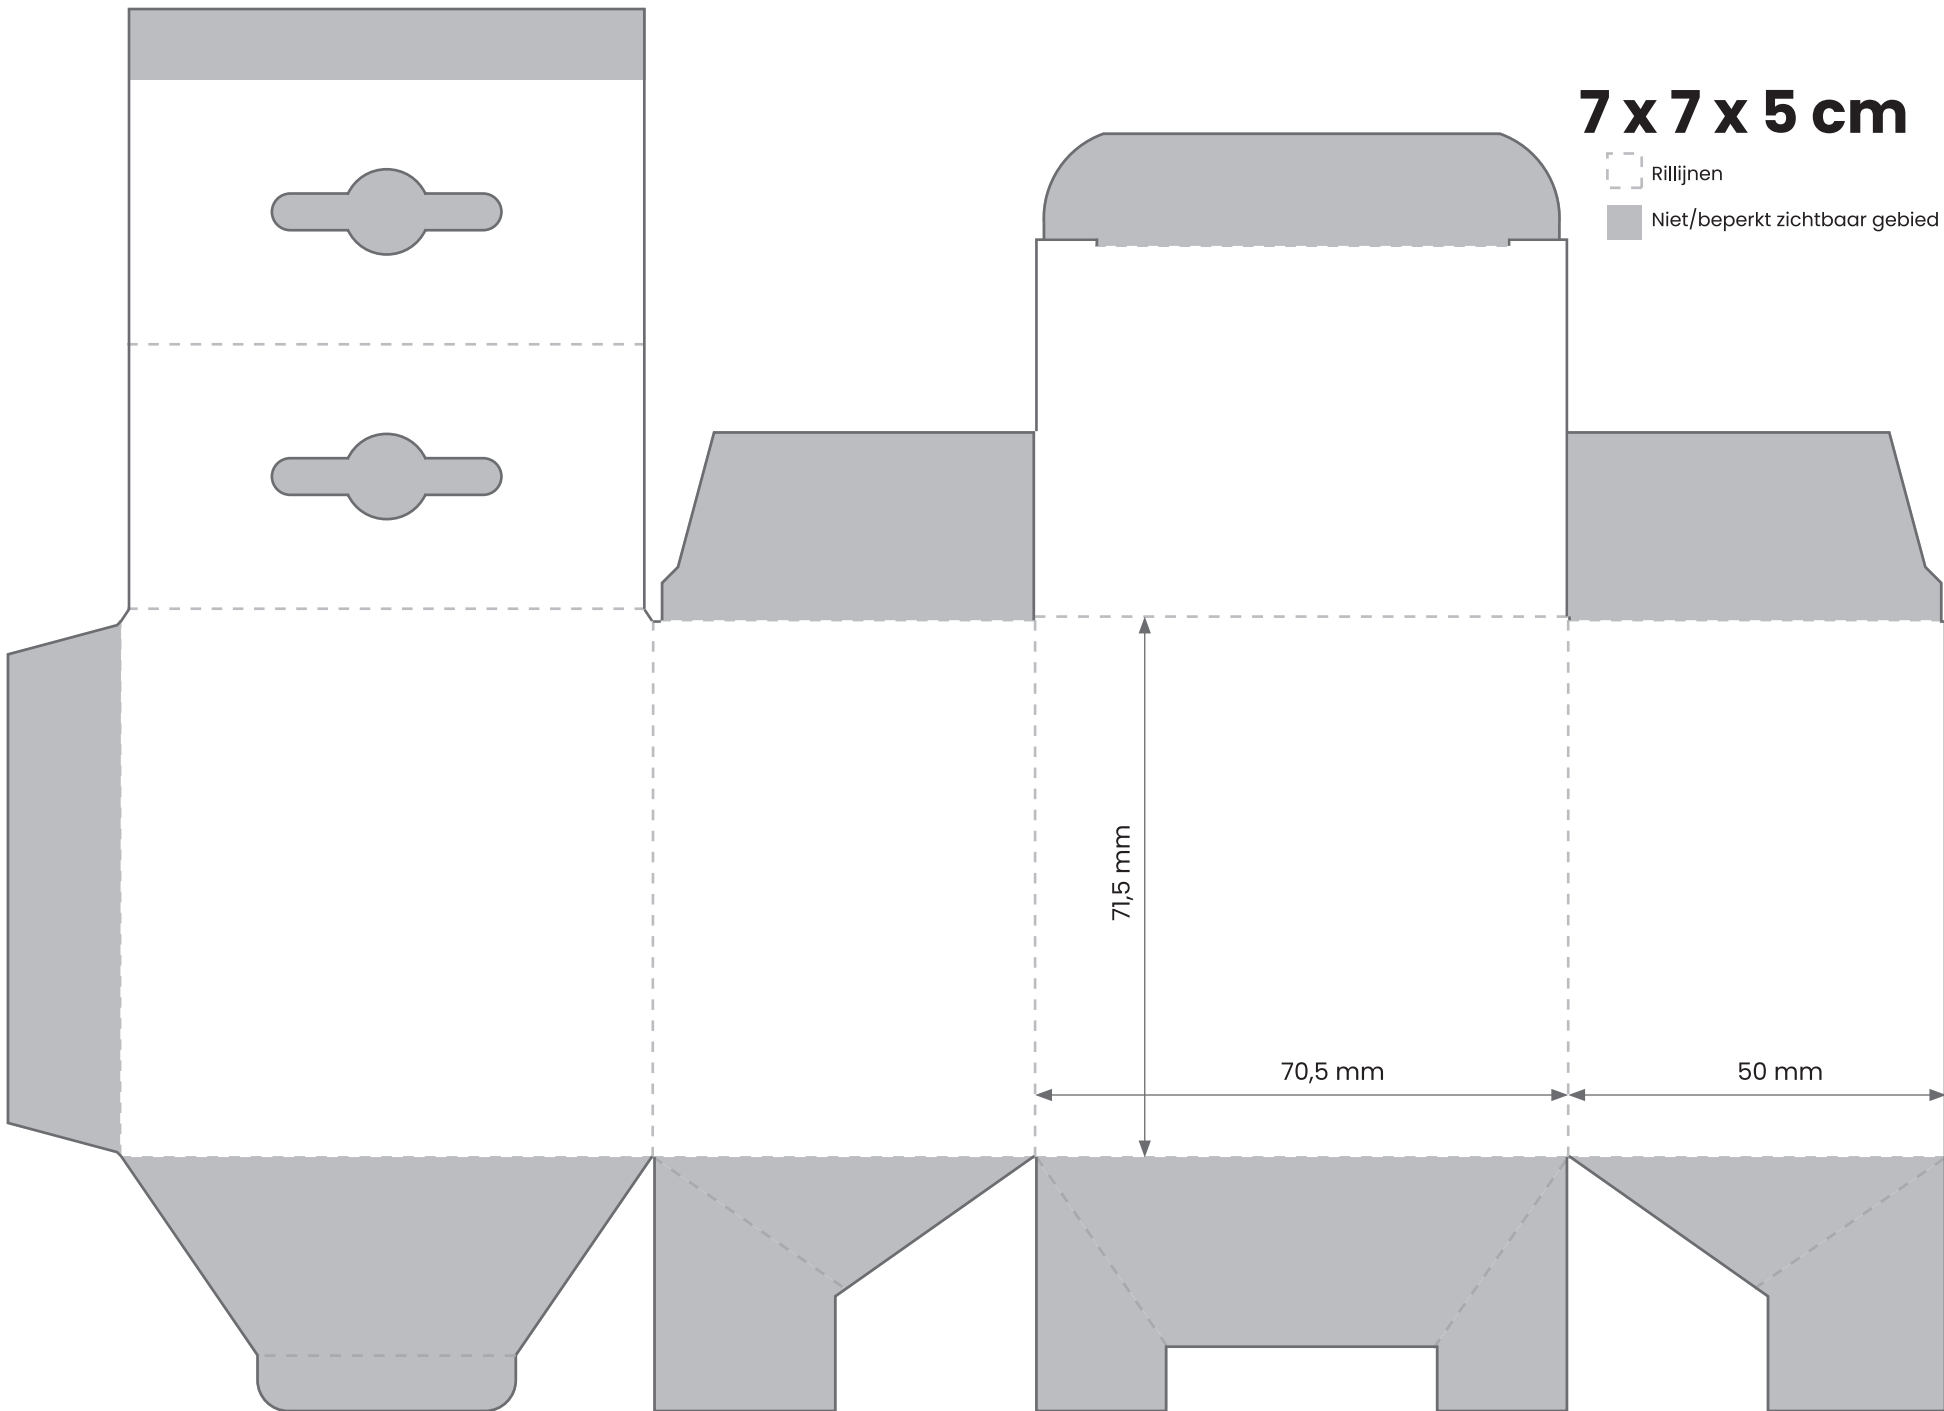 7 x 7 x 5 cm
Rillijnen
Niet/beperkt zichtbaar gebied
71,5 mm
70,5 mm
50 mm